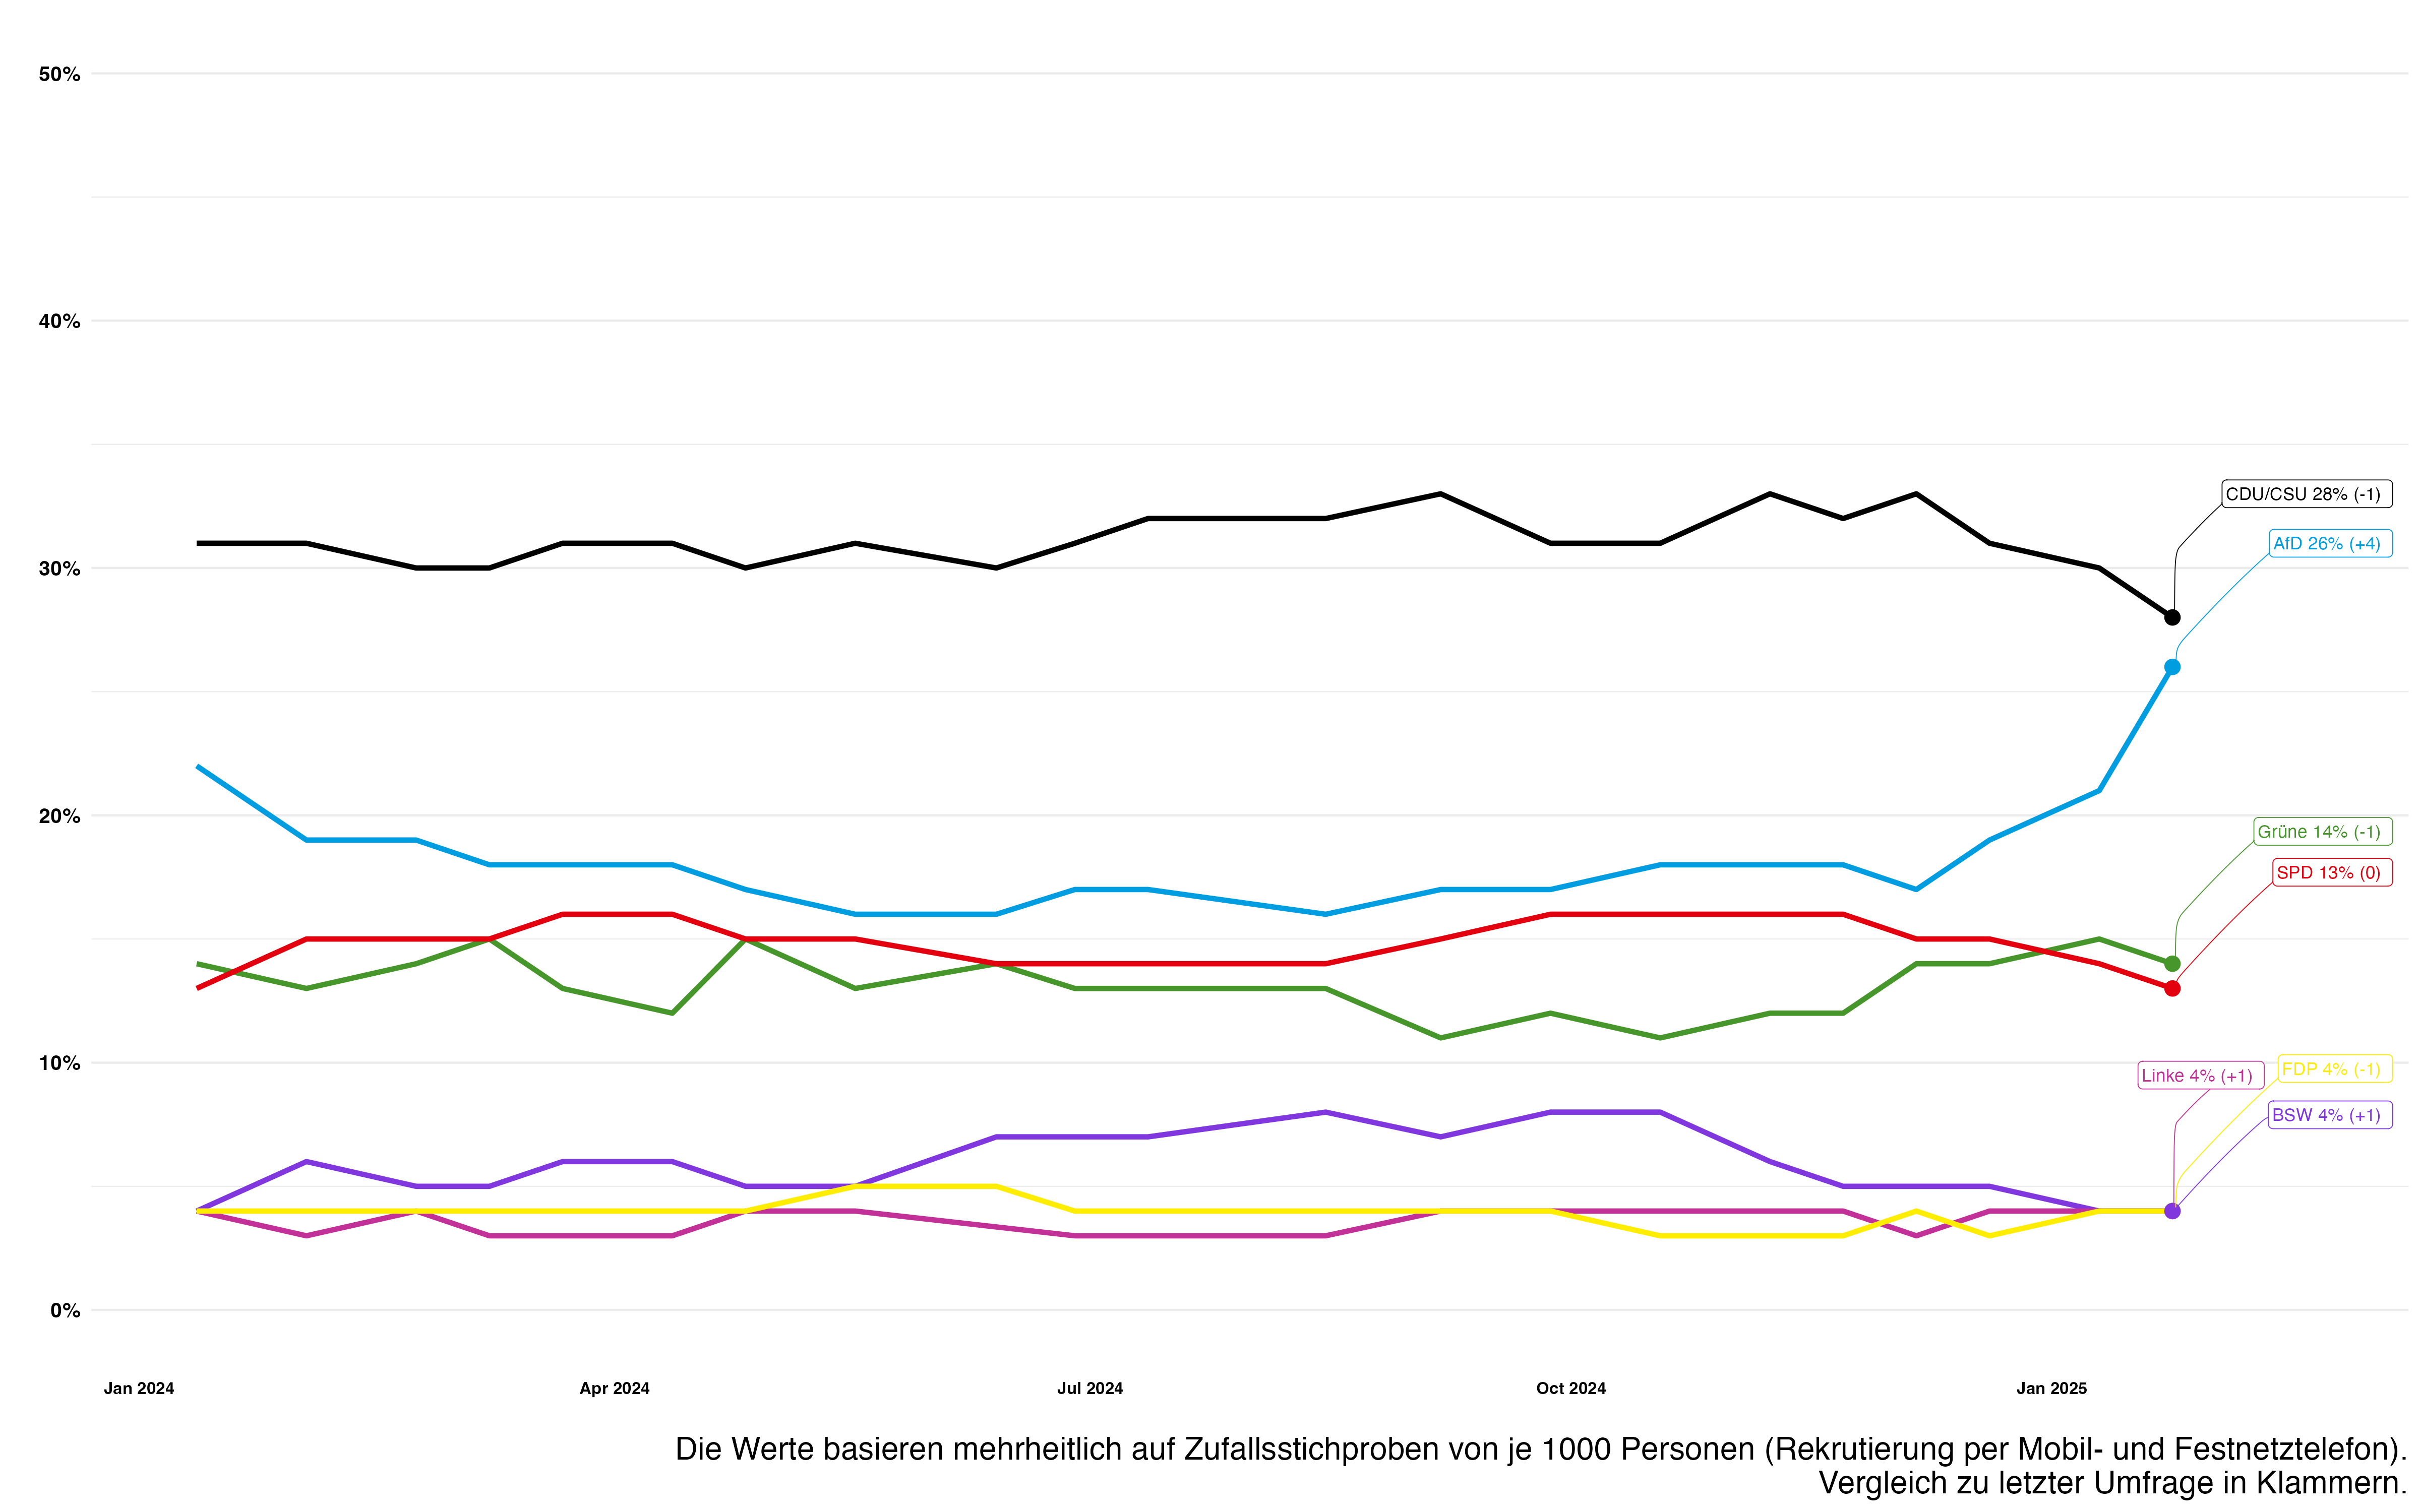 50%
40%
30%
20%
10%
0%
CDU/CSU 28% (-1)
AfD 26% (+4)
Grüne 14% (-1)
SPD 13% (0)
Linke 4% (+1)
FDP 4% (-1)
BSW 4% (+1)
Jan 2024
Apr 2024
Jul 2024
Oct 2024
Jan 2025
Die Werte basieren mehrheitlich auf Zufallsstichproben von je 1000 Personen (Rekrutierung per Mobil- und Festnetztelefon).
Vergleich zu letzter Umfrage in Klammern.